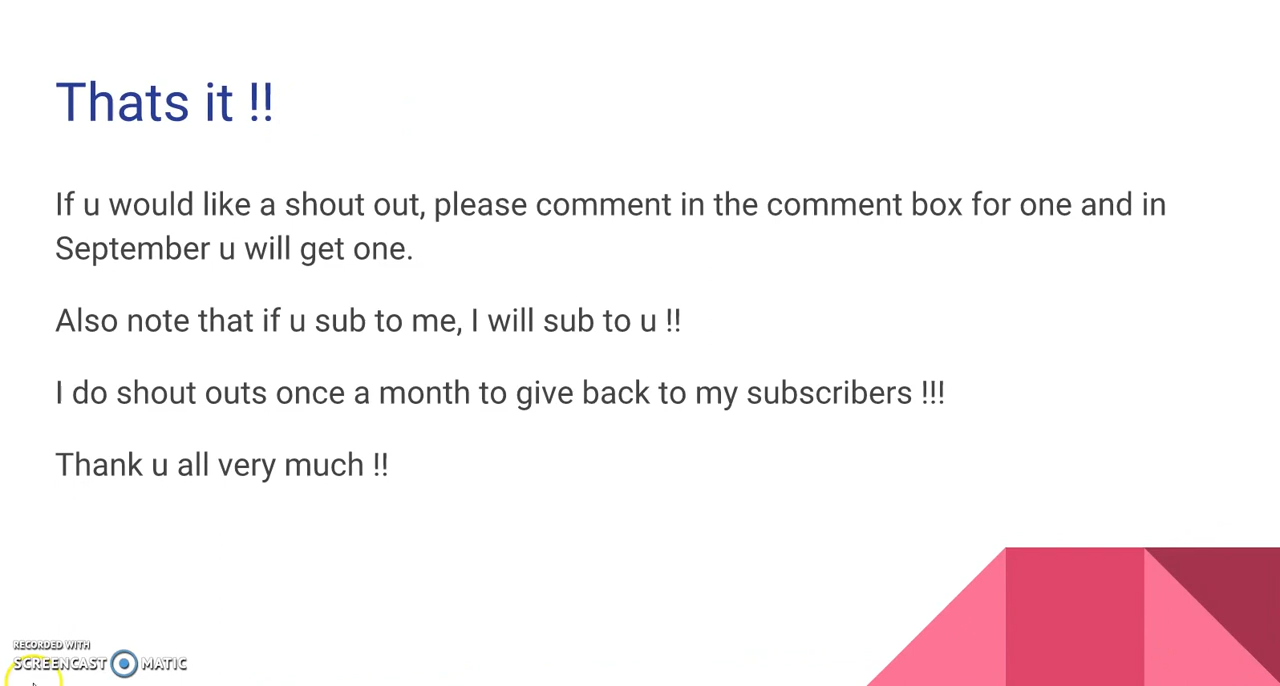 Thats it !!
If u would like a shout out, please comment in the comment box for one and in
September u will get one.
Also note that if u sub to me, I will sub to u !!
I do shout outs once a month to give back to my subscribers !!!
Thank u all very much !!
RECORDED WITH
SCREENCAST MATIC